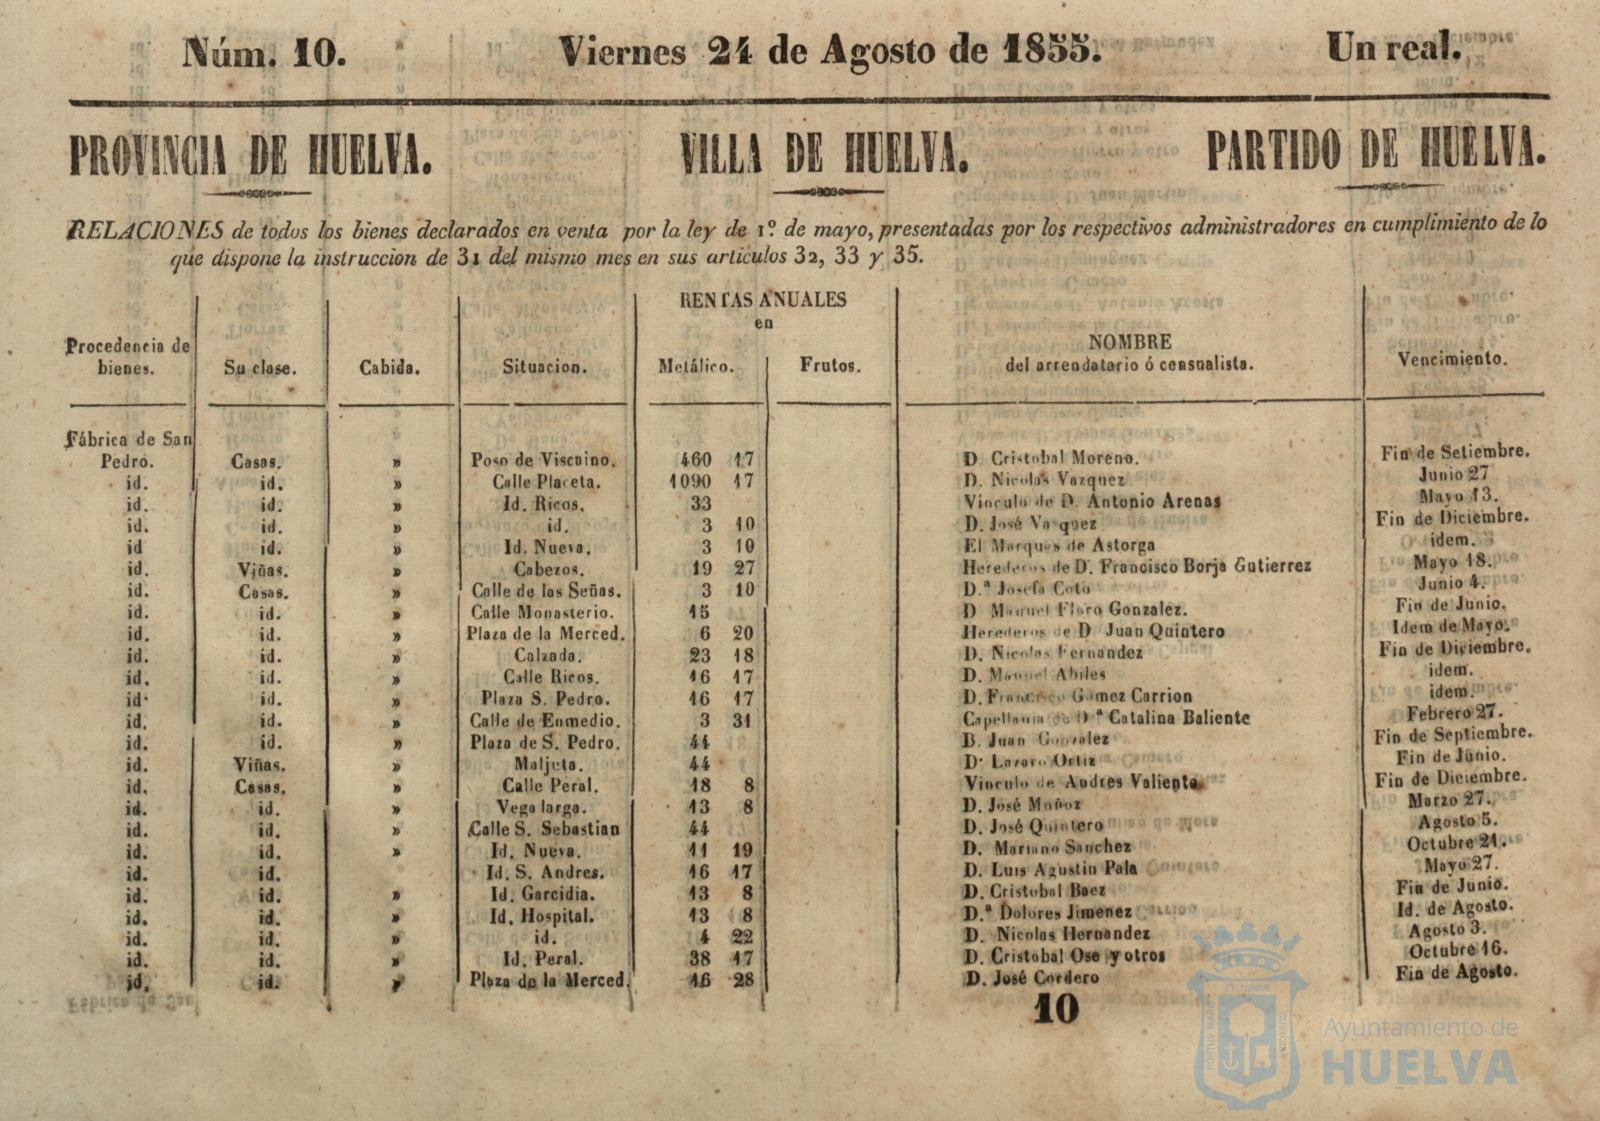 Núm. 10. Viernes 24 de Agosto de 1855. Un real.
PROVINCIA DE HUELVA. VILLA DE HUELVA. PARTIDO DE HUELVA.
RELACIONES de todos los bienes declarados en venta por la ley de 1º. de mayo, presentadas por los respectivos administradores en cumplimiento de lo
que dispone la instruccion de 31 del mismo mes en sus articulos 32, 33 y 35.
RENTAS ANUALES
en
Procedencia de bienes. Su clase. Cabida. Situacion. Metálico. Frutos. NOMBRE del arrendatario ó censualista. Vencimiento.
Fábrica de San
Pedro. Casas. » Poso de Viscaino. 460 17 D. Cristobal Moreno. Fin de Setiembre.
id. id. » Calle Placeta. 1090 17 D. Nicolas Vazquez Junio 27
id. id. » Id. Ricos. 33 Vinculo de D. Antonio Arenas Mayo 13.
id. id. » id. 3 10 D. José Vazquez Fin de Diciembre.
id id. » Id. Nueva. 3 10 El Marques de Astorga idem.
id. Viñas. » Cabezos. 19 27 Herederos de D. Francisco Borja Gutierrez Mayo 18.
id. Casas. » Calle de las Señas. 3 10 D.ª Josefa Coto Junio 4.
id. id. » Calle Monasterio. 15 D Manuel Floro Gonzalez. Fin de Junio.
id. id. » Plaza de la Merced. 6 20 Herederos de D. Juan Quintero Idem de Mayo.
id. id. » Calzada. 23 18 D. Nicolas Fernandez Fin de Diciembre.
id. id. » Calle Ricos. 16 17 D. Manuel Abiles idem.
id. id. » Plaza S. Pedro. 16 17 D. Francisco Gomez Carrion idem.
id. id. » Calle de Enmedio. 3 31 Capellania de Dª Catalina Baliente Febrero 27.
id. id. » Plaza de S. Pedro. 44 D. Juan Gonzalez Fin de Septiembre.
id. Viñas. » Maljuta. 44 D. Lazaro Ortiz Fin de Junio.
id. Casas. » Calle Peral. 18 8 Vinculo de Andres Valiente. Fin de Diciembre.
id. id. » Vega larga. 13 8 D. José Muñoz Marzo 27.
id. id. » Calle S. Sebastian 44 D. José Quintero Agosto 5.
id. id. » Id. Nueva. 11 19 D. Mariano Sanchez Octubre 21.
id. id. Id. S. Andres. 16 17 D. Luis Agustin Pala Mayo 27.
id. id. » Id. Garcidia. 13 8 D. Cristobal Baez Fin de Junio.
id. id. » Id. Hospital. 13 8 D.ª Dolores Jimenez Id. de Agosto.
id. id. » id. 4 22 D. Nicolas Hernandez Agosto 3.
id. id. » Id. Peral. 38 17 D. Cristobal Ose y otros Octubre 16.
id. id. » Plaza de la Merced. 16 28 D. José Cordero Fin de Agosto.
10
Ayuntamiento de
HUELVA